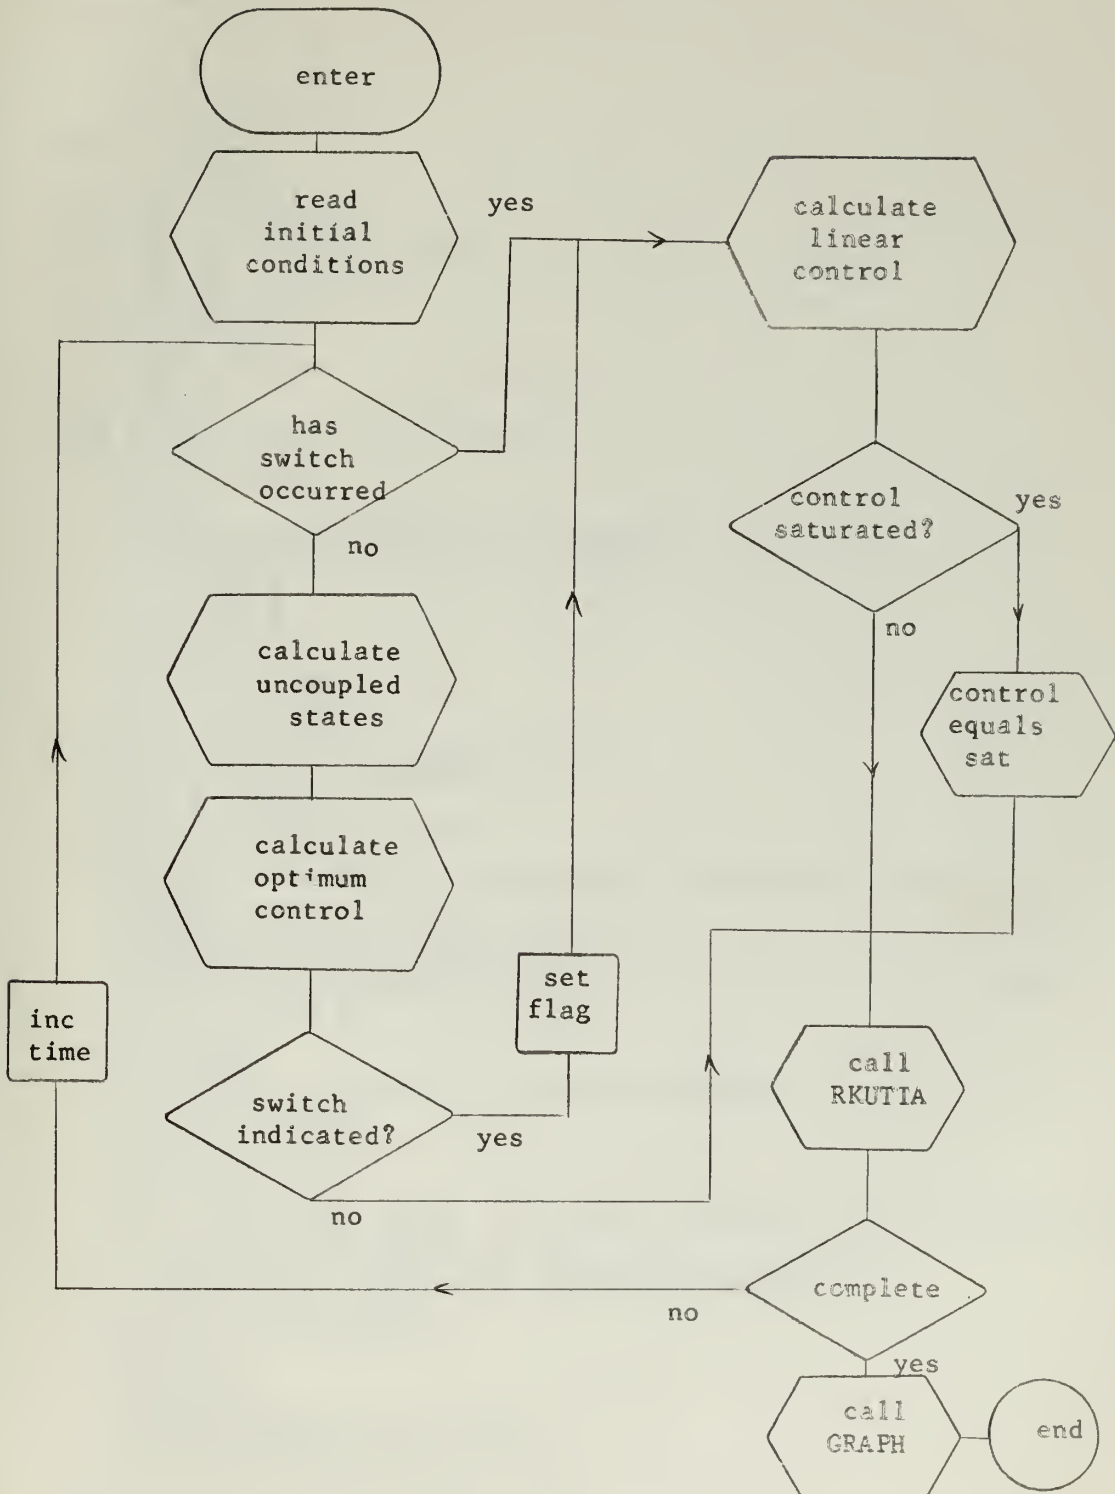 enter
read
initial
conditions
yes
has
switch
occurred
no
calculate
uncoupled
states
calculate
optimum
control
switch
indicated?
yes
no
set
flag
inc
time
calculate
linear
control
control
saturated?
yes
no
control
equals
sat
call
RKUTTA
complete
no
yes
call
GRAPH
end